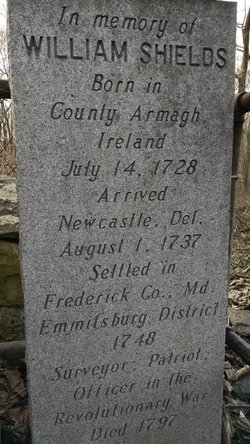 In memory of
WILLIAM SHIELDS
Born in
County Armagh
Ireland
July 14, 1728
Arrived
Newcastle, Del.
August 1, 1737
Settled in
Frederick Co., Md.
Emmitsburg District
1748
Surveyor, Patriot,
Officer in the
Revolutionary War
Died 1797